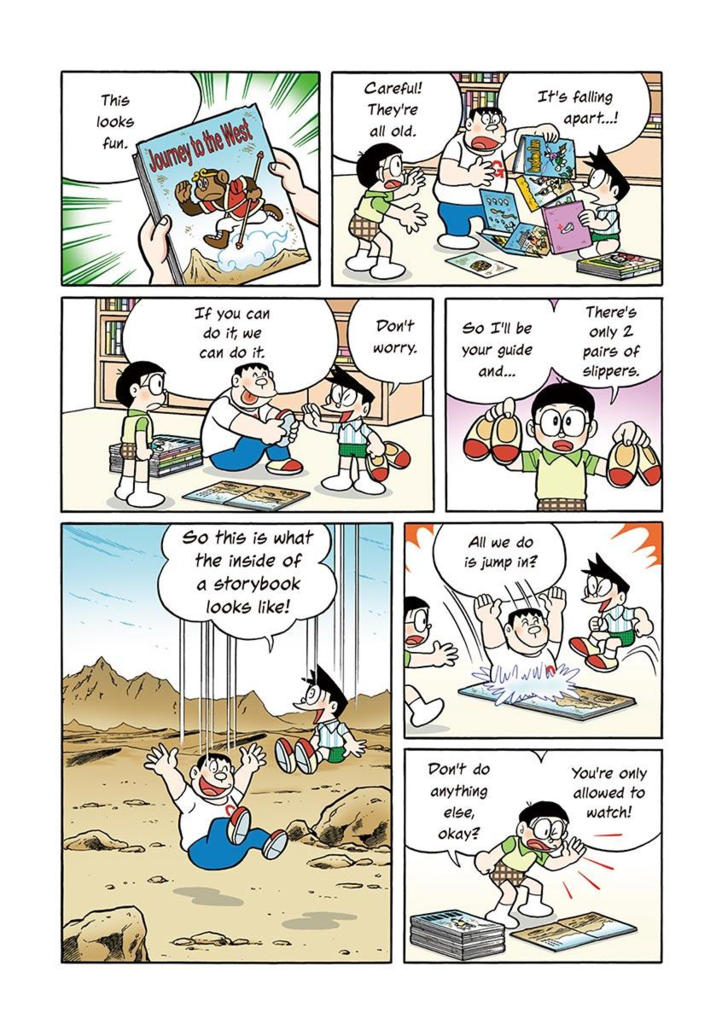 It's falling
apart...!
Careful!
They're
all old.
This
looks
fun.
Journey to the West
There's
only 2
pairs of
slippers.
So I'll be
your guide
and...
Don't
worry.
If you can
do it, we
can do it.
All we do
is jump in?
You're only
allowed to
watch!
Don't do
anything
else,
okay?
So this is what
the inside of
a storybook
looks like!